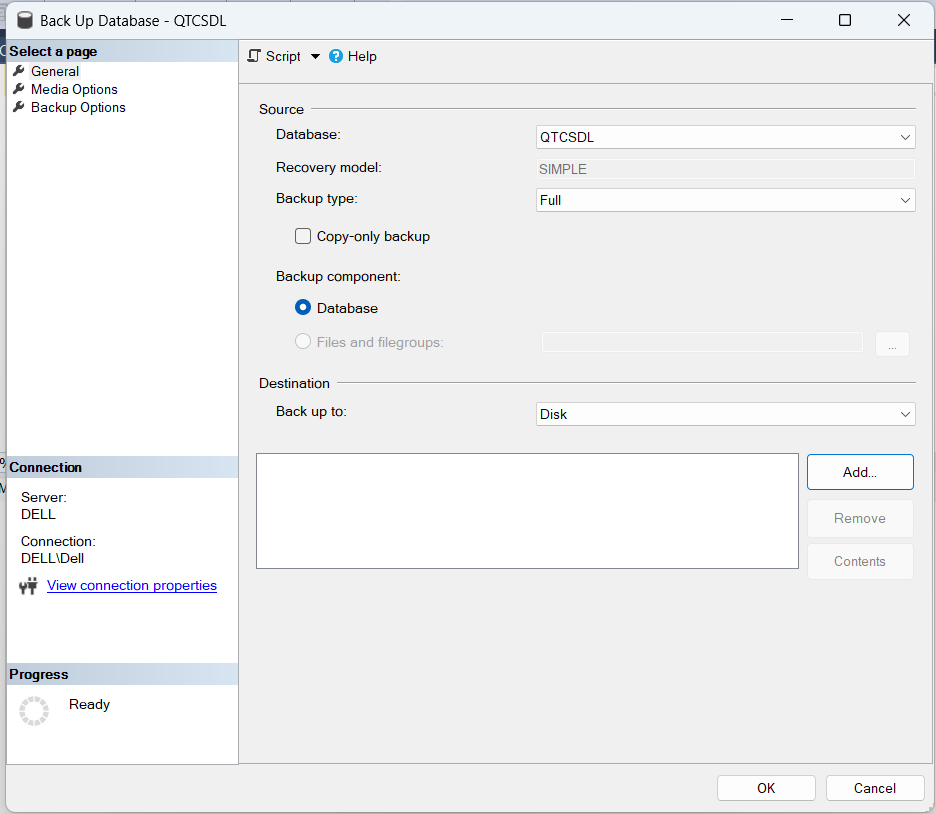 Back Up Database - QTCSDL
Select a page
General
Media Options
Backup Options
Script
Help
Source
Database:
QTCSDL
Recovery model:
SIMPLE
Backup type:
Full
Copy-only backup
Backup component:
Database
Files and filegroups:
...
Destination
Back up to:
Disk
Add...
Remove
Contents
Connection
Server:
DELL
Connection:
DELL\Dell
View connection properties
Progress
Ready
OK
Cancel